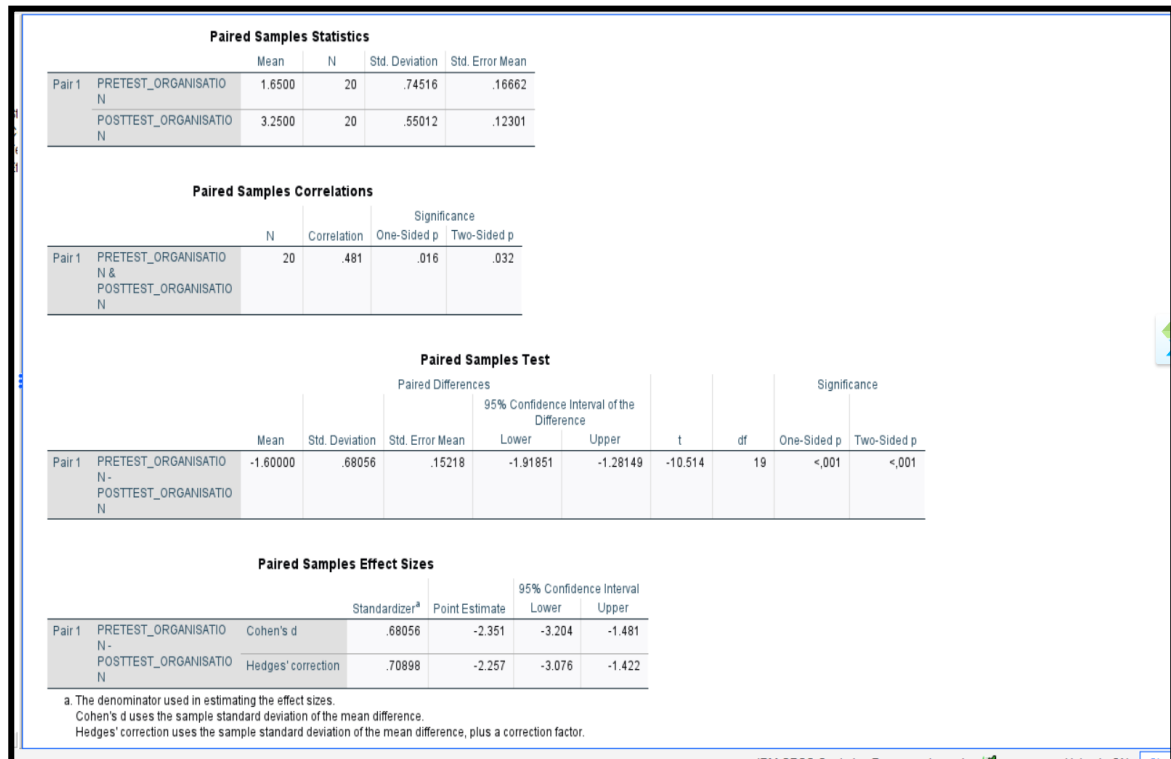 Paired Samples Statistics
Mean N Std. Deviation Std. Error Mean
Pair 1 PRETEST_ORGANISATIO 1.6500 20 .74516 .16662
N
POSTTEST_ORGANISATIO 3.2500 20 .55012 .12301
N
Paired Samples Correlations
Significance
N Correlation One-Sided p Two-Sided p
Pair 1 PRETEST_ORGANISATIO 20 .481 .016 .032
N &
POSTTEST_ORGANISATIO
N
Paired Samples Test
Paired Differences Significance
95% Confidence Interval of the
Difference
Mean Std. Deviation Std. Error Mean Lower Upper t df One-Sided p Two-Sided p
Pair 1 PRETEST_ORGANISATIO -1.60000 .68056 .15218 -1.91851 -1.28149 -10.514 19 <,001 <,001
N -
POSTTEST_ORGANISATIO
N
Paired Samples Effect Sizes
95% Confidence Interval
Standardizerª Point Estimate Lower Upper
Pair 1 PRETEST_ORGANISATIO Cohen's d .68056 -2.351 -3.204 -1.481
N -
POSTTEST_ORGANISATIO Hedges' correction .70898 -2.257 -3.076 -1.422
N
a. The denominator used in estimating the effect sizes.
Cohen's d uses the sample standard deviation of the mean difference.
Hedges' correction uses the sample standard deviation of the mean difference, plus a correction factor.